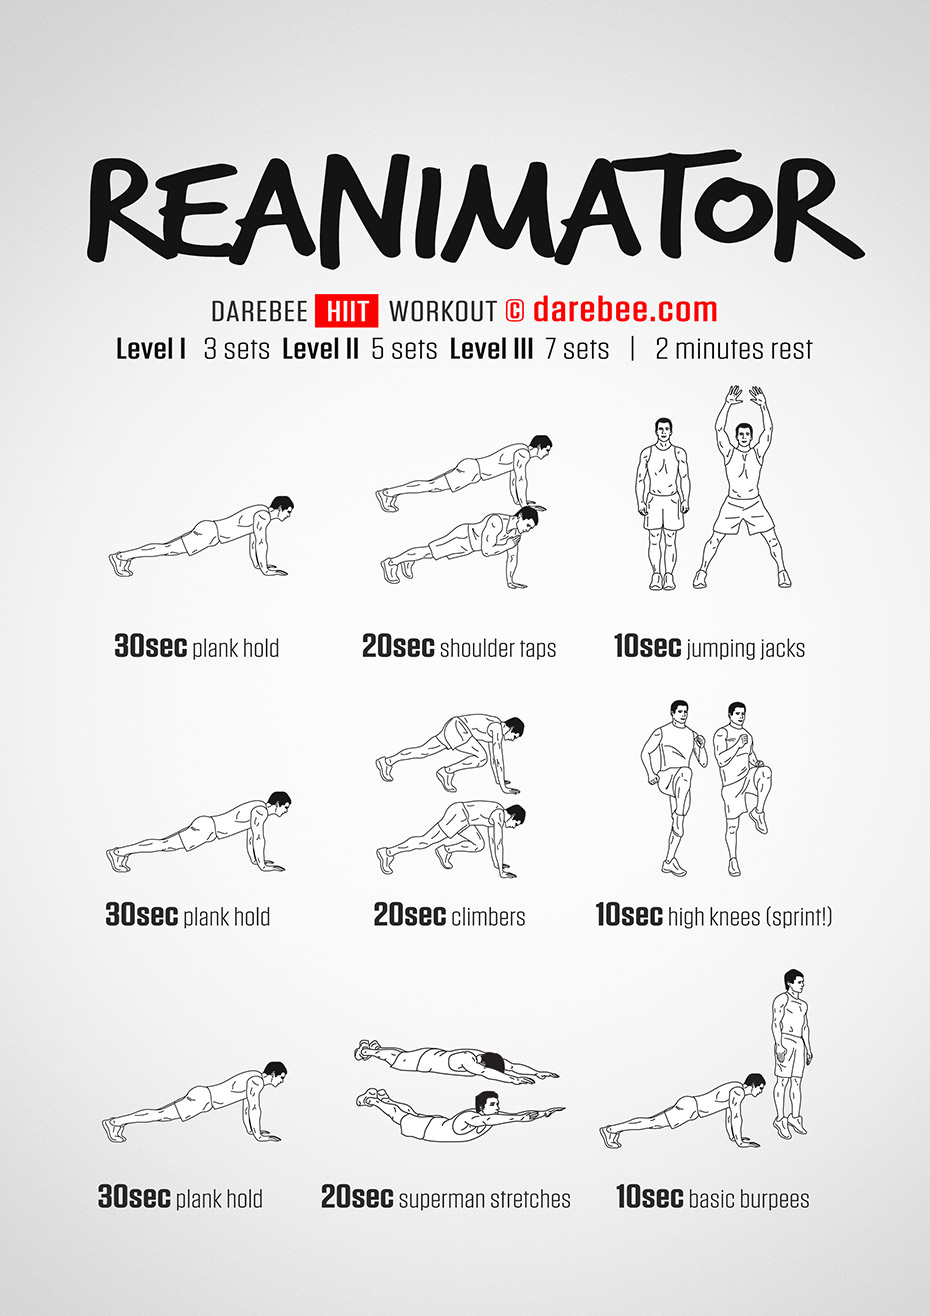 REANIMATOR
DAREBEE HIIT WORKOUT © darebee.com
Level I 3 sets Level II 5 sets Level III 7 sets | 2 minutes rest
30sec plank hold 20sec shoulder taps 10sec jumping jacks
30sec plank hold 20sec climbers 10sec high knees (sprint!)
30sec plank hold 20sec superman stretches 10sec basic burpees